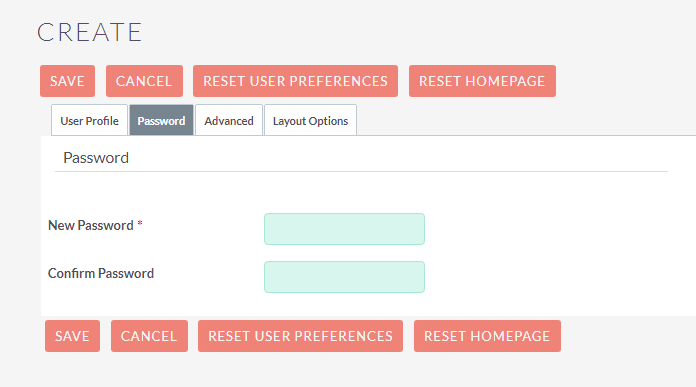 CREATE
SAVE CANCEL RESET USER PREFERENCES RESET HOMEPAGE
User Profile Password Advanced Layout Options
Password
New Password *
Confirm Password
SAVE CANCEL RESET USER PREFERENCES RESET HOMEPAGE